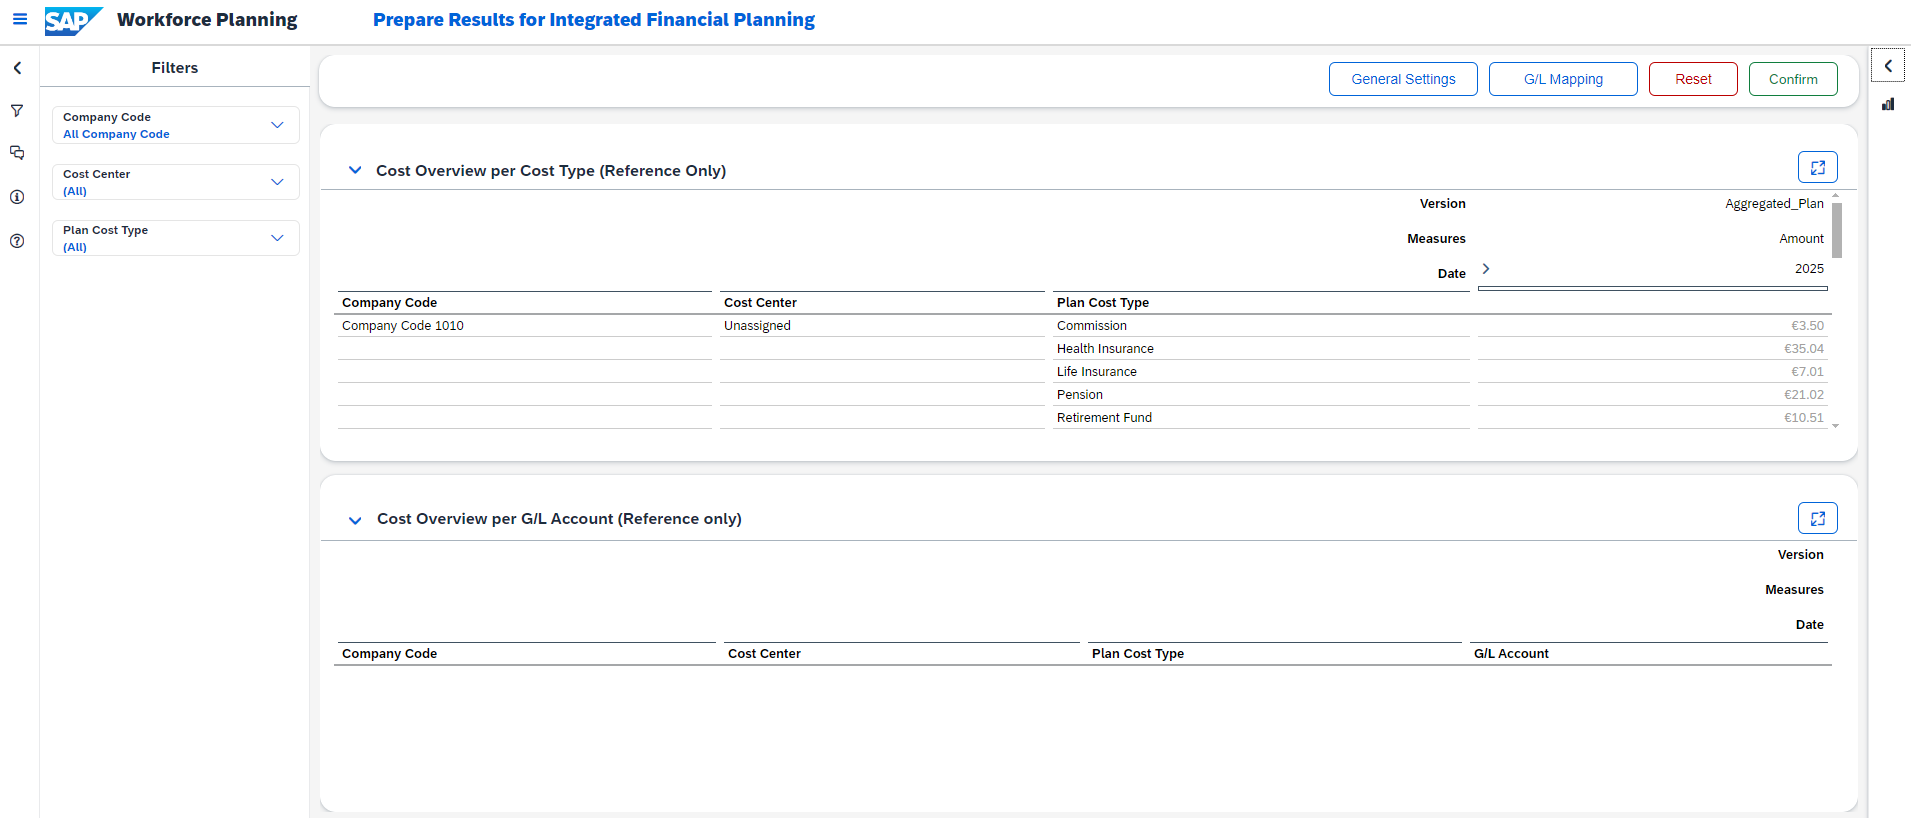 SAP Workforce Planning Prepare Results for Integrated Financial Planning
Filters
Company Code
All Company Code
Cost Center
(All)
Plan Cost Type
(All)
General Settings G/L Mapping Reset Confirm
Cost Overview per Cost Type (Reference Only)
Version Aggregated_Plan
Measures Amount
Date 2025
Company Code Cost Center Plan Cost Type
Company Code 1010 Unassigned Commission €3.50
Health Insurance €35.04
Life Insurance €7.01
Pension €21.02
Retirement Fund €10.51
Cost Overview per G/L Account (Reference only)
Version
Measures
Date
Company Code Cost Center Plan Cost Type G/L Account